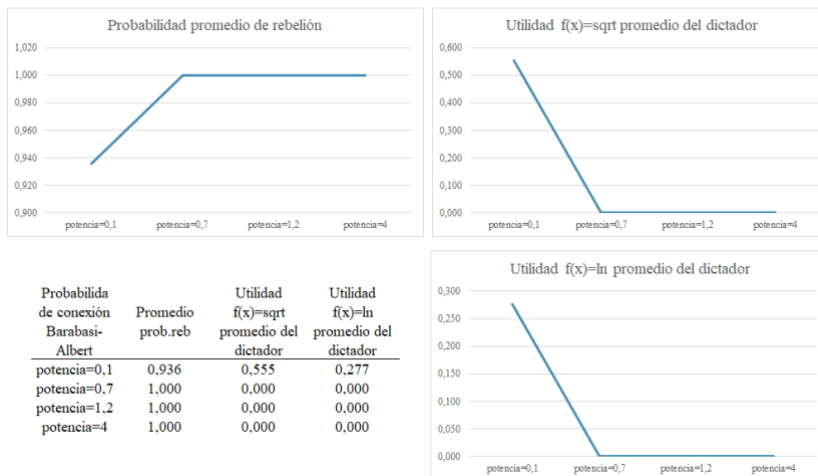 Probabilidad promedio de rebelión
1,020
1,000
0,980
0,960
0,940
0,920
0,900
potencia=0,1 potencia=0,7 potencia=1,2 potencia=4
Utilidad f(x)=sqrt promedio del dictador
0,600
0,500
0,400
0,300
0,200
0,100
0,000
potencia=0,1 potencia=0,7 potencia=1,2 potencia=4
Probabilida
de conexión
Barabasi-
Albert
Promedio
prob.reb
Utilidad
f(x)=sqrt
promedio del
dictador
Utilidad
f(x)=ln
promedio del
dictador
potencia=0,1 0,936 0,555 0,277
potencia=0,7 1,000 0,000 0,000
potencia=1,2 1,000 0,000 0,000
potencia=4 1,000 0,000 0,000
Utilidad f(x)=ln promedio del dictador
0,300
0,250
0,200
0,150
0,100
0,050
0,000
potencia=0,1 potencia=0,7 potencia=1,2 potencia=4